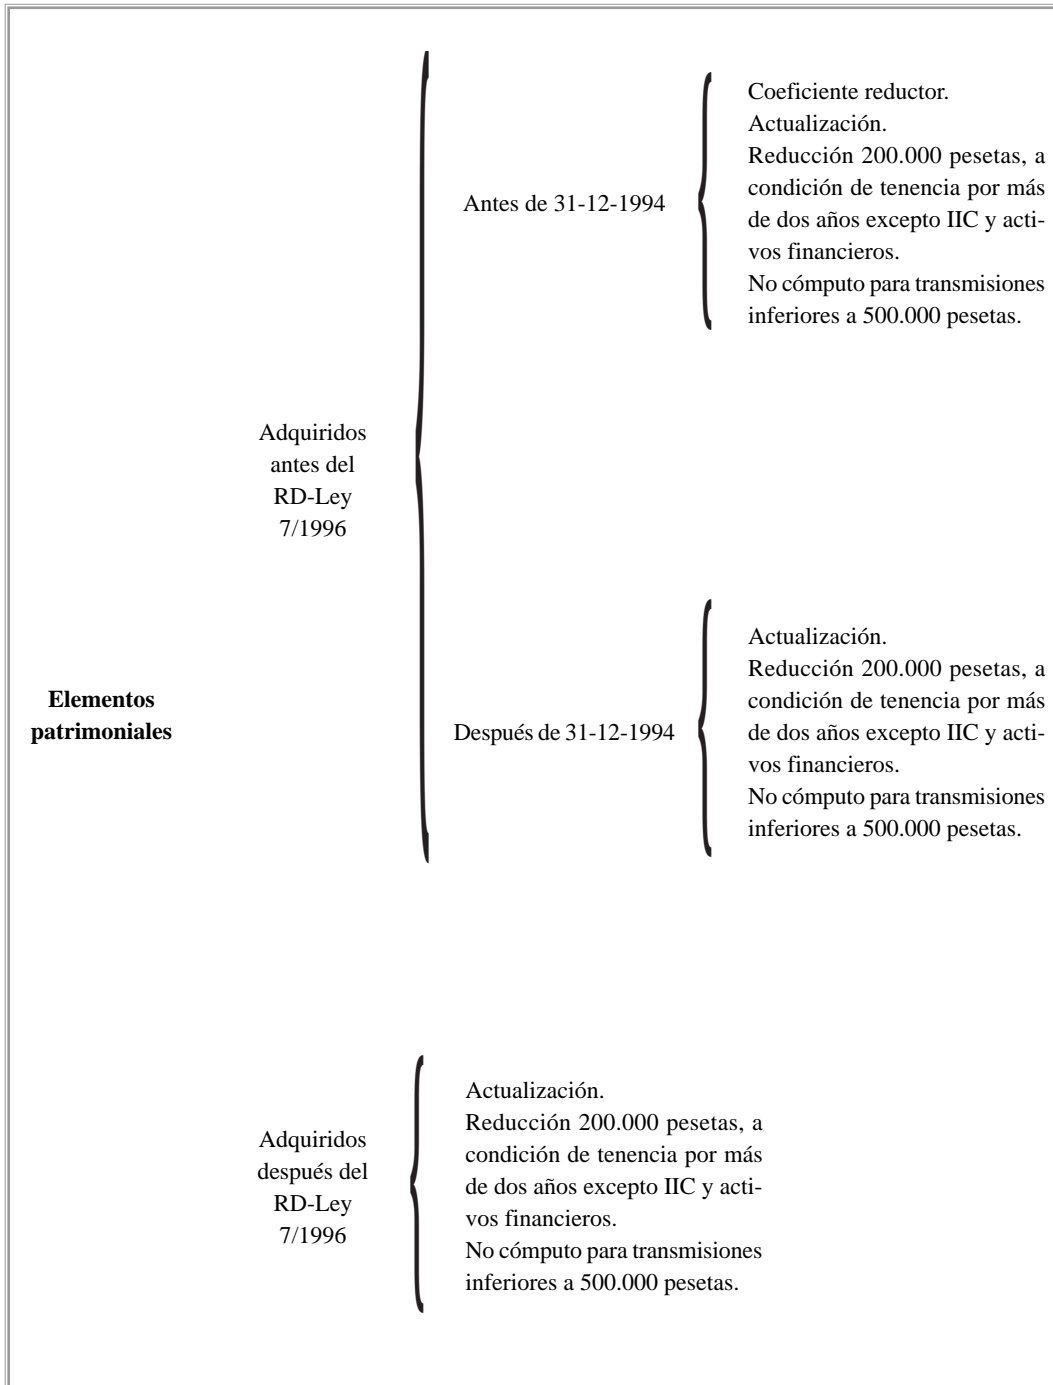 Elementos
patrimoniales
Adquiridos
antes del
RD-Ley
7/1996
Antes de 31-12-1994
Coeficiente reductor.
Actualización.
Reducción 200.000 pesetas, a
condición de tenencia por más
de dos años excepto IIC y acti-
vos financieros.
No cómputo para transmisiones
inferiores a 500.000 pesetas.
Después de 31-12-1994
Actualización.
Reducción 200.000 pesetas, a
condición de tenencia por más
de dos años excepto IIC y acti-
vos financieros.
No cómputo para transmisiones
inferiores a 500.000 pesetas.
Adquiridos
después del
RD-Ley
7/1996
Actualización.
Reducción 200.000 pesetas, a
condición de tenencia por más
de dos años excepto IIC y acti-
vos financieros.
No cómputo para transmisiones
inferiores a 500.000 pesetas.